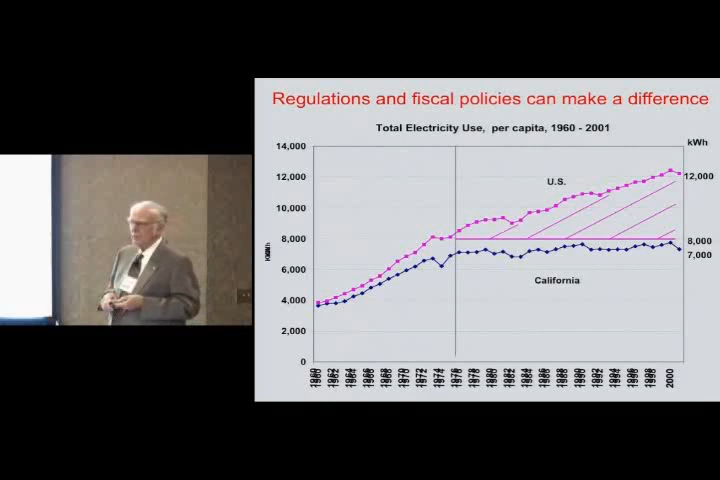 Regulations and fiscal policies can make a difference
Total Electricity Use, per capita, 1960 - 2001
kWh
14,000
12,000
10,000
8,000
6,000
4,000
2,000
0
U.S.
California
12,000
8,000
7,000
1960
1960 1962 1964 1966 1968 1970 1972 1974 1976 1978 1980 1982 1984 1986 1988 1990 1992 1994 1996 1998 2000